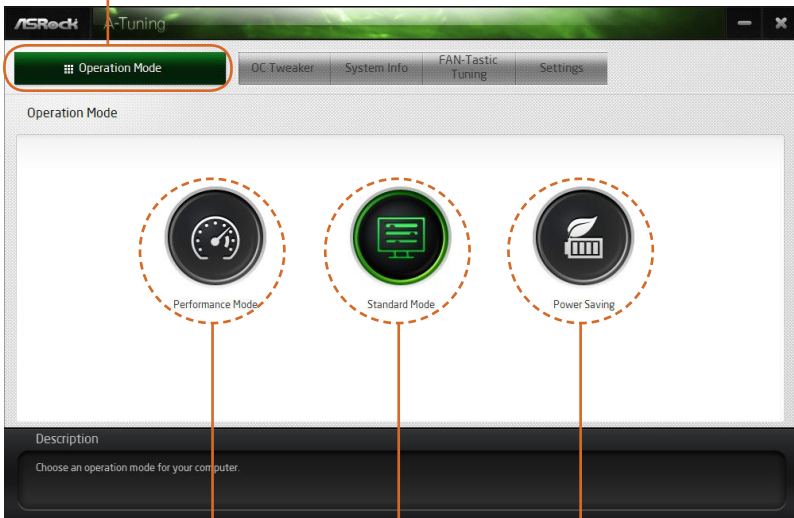 ASRock A-Tuning
Operation Mode
OC Tweaker
System Info
FAN-Tastic
Tuning
Settings
Operation Mode
Performance Mode
Standard Mode
Power Saving
Description
Choose an operation mode for your computer.